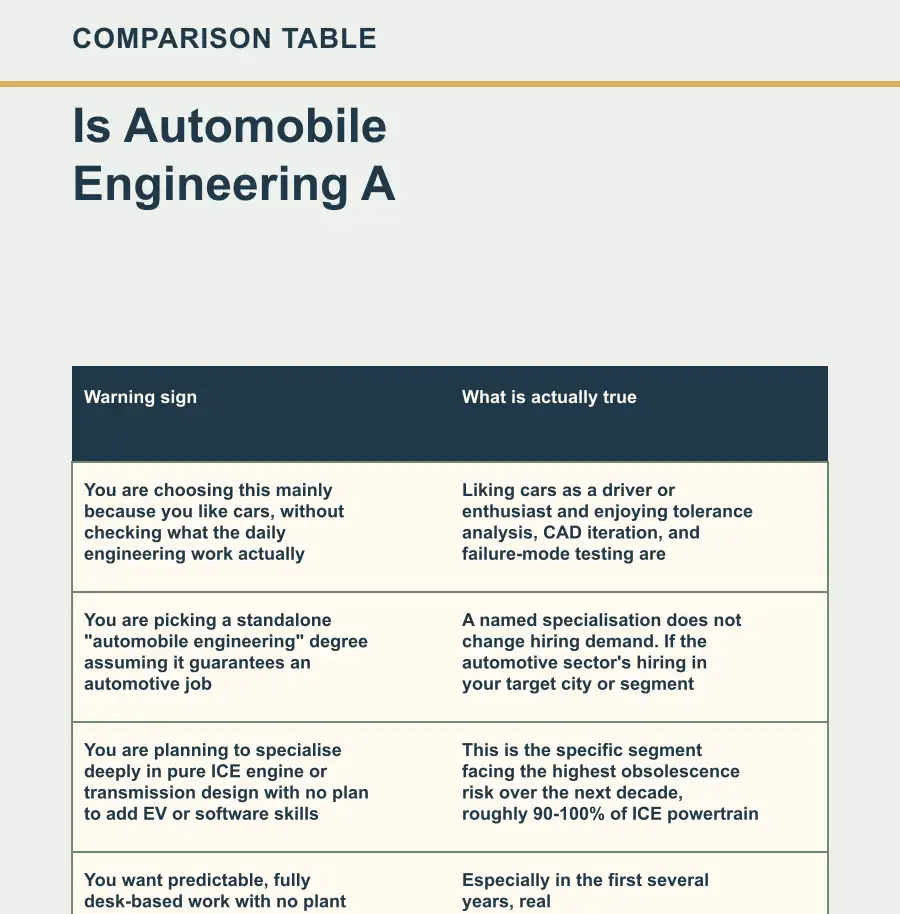 COMPARISON TABLE
Is Automobile
Engineering A
Warning sign
What is actually true
You are choosing this mainly
because you like cars, without
checking what the daily
engineering work actually
Liking cars as a driver or
enthusiast and enjoying tolerance
analysis, CAD iteration, and
failure-mode testing are
You are picking a standalone
"automobile engineering" degree
assuming it guarantees an
automotive job
A named specialisation does not
change hiring demand. If the
automotive sector's hiring in
your target city or segment
You are planning to specialise
deeply in pure ICE engine or
transmission design with no plan
to add EV or software skills
This is the specific segment
facing the highest obsolescence
risk over the next decade,
roughly 90-100% of ICE powertrain
You want predictable, fully
desk-based work with no plant
Especially in the first several
years, real